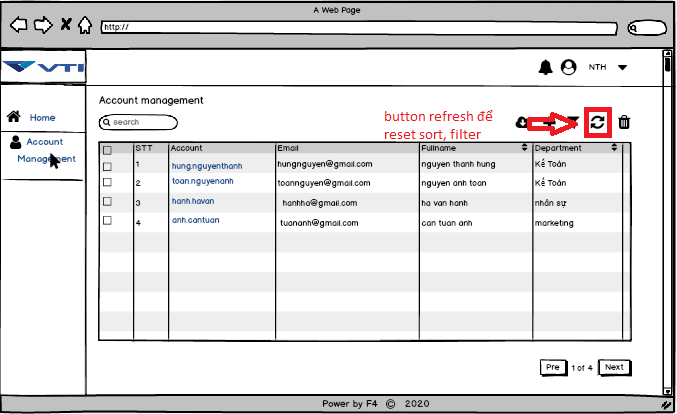 A Web Page
http://
VTI
NTH
Home
Account
Management
Account management
search
button refresh để
reset sort, filter
STT Account Email Fullname Department
1 hung.nguyenthanh hungnguyen@gmail.com nguyen thanh hung Kế Toán
2 toan.nguyenanh toannguyen@gmail.com nguyen anh toan Kế Toán
3 hanh.havan hanhha@gmail.com ha van hanh nhân sự
4 anh.cantuan tuananh@gmail.com can tuan anh marketing
Pre 1 of 4 Next
Power by F4 © 2020